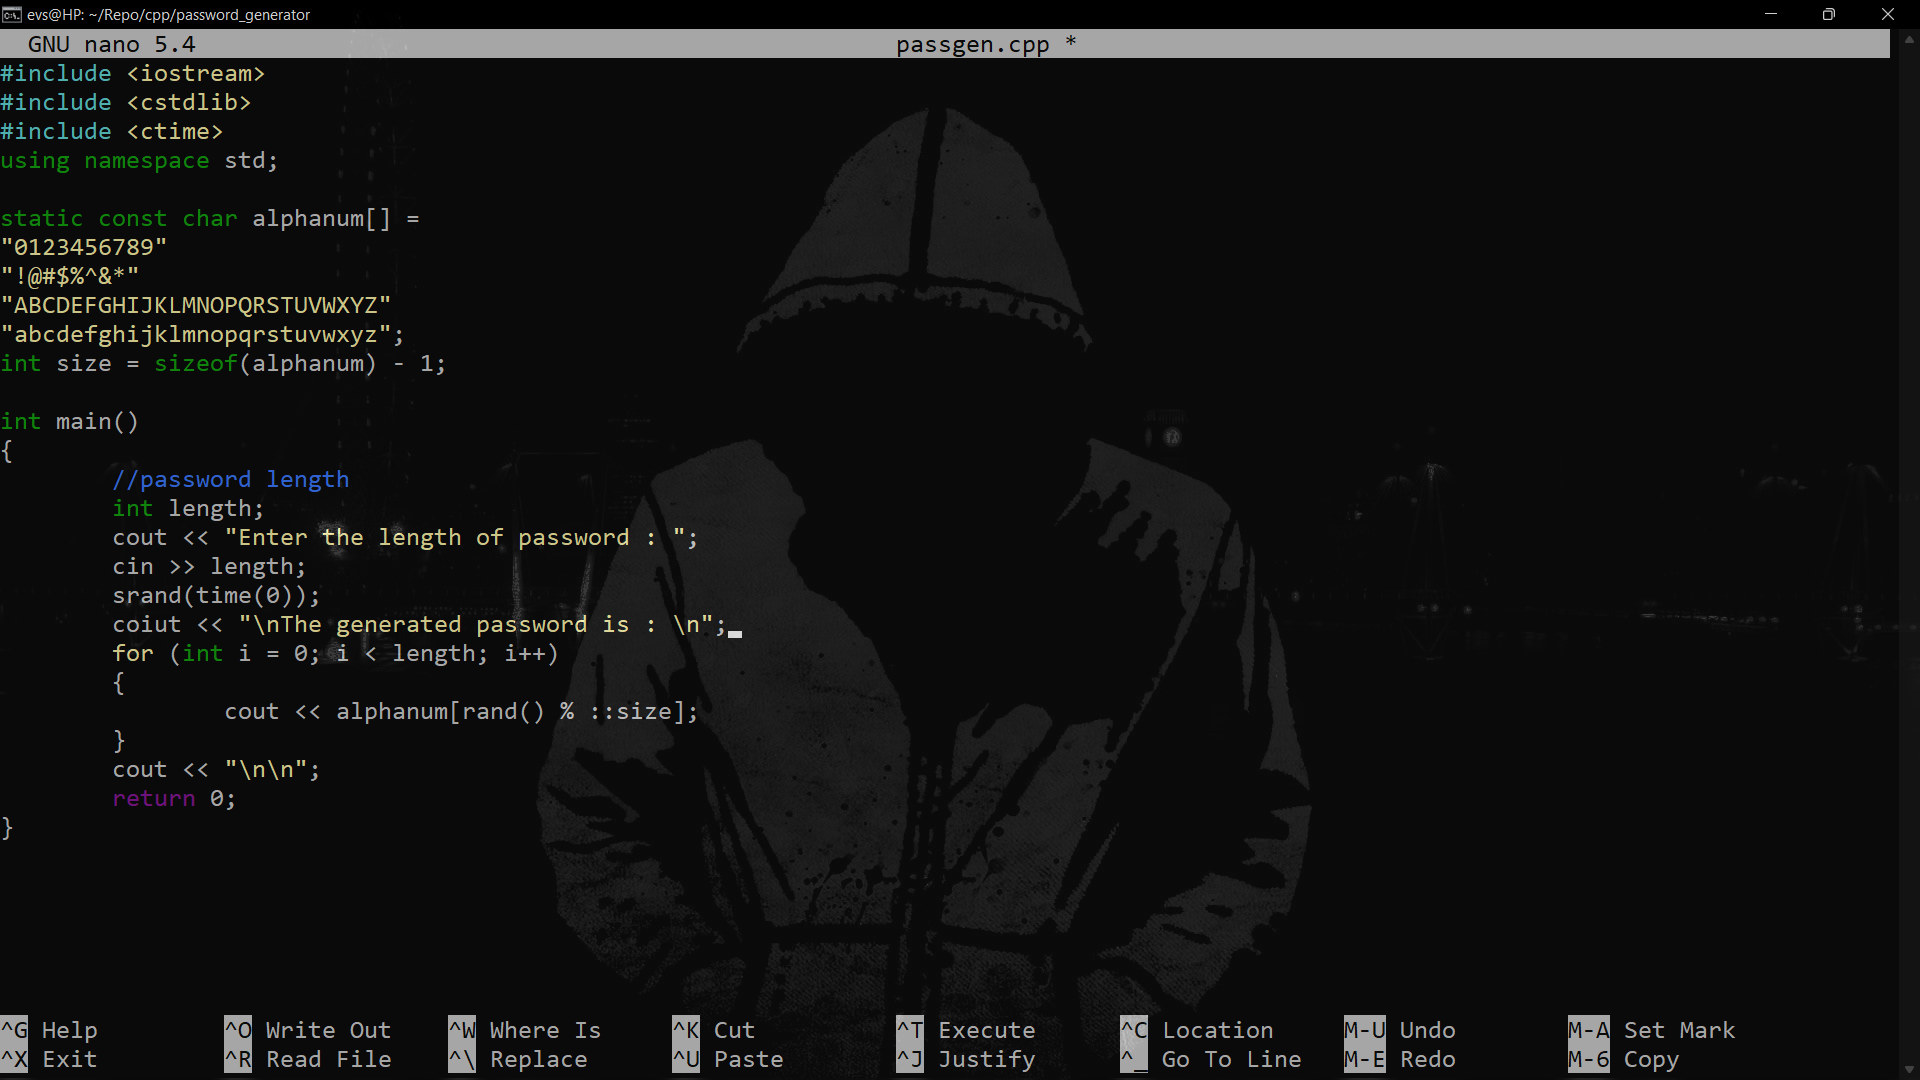 evs@HP: ~/Repo/cpp/password_generator
GNU nano 5.4 passgen.cpp *
#include <iostream>
#include <cstdlib>
#include <ctime>
using namespace std;

static const char alphanum[] =
"0123456789"
"!@#$%^&*"
"ABCDEFGHIJKLMNOPQRSTUVWXYZ"
"abcdefghijklmnopqrstuvwxyz";
int size = sizeof(alphanum) - 1;

int main()
{
        //password length
        int length;
        cout << "Enter the length of password : ";
        cin >> length;
        srand(time(0));
        coiut << "\nThe generated password is : \n";
        for (int i = 0; i < length; i++)
        {
                cout << alphanum[rand() % ::size];
        }
        cout << "\n\n";
        return 0;
}
^G Help ^O Write Out ^W Where Is ^K Cut ^T Execute ^C Location M-U Undo M-A Set Mark
^X Exit ^R Read File ^\ Replace ^U Paste ^J Justify ^_ Go To Line M-E Redo M-6 Copy